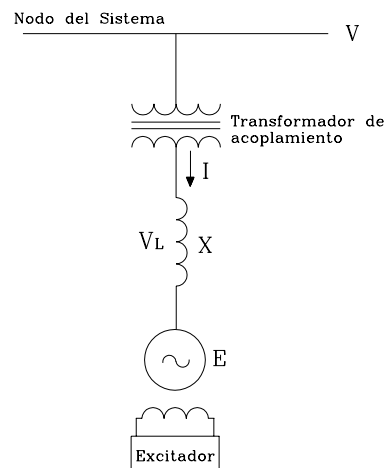 Nodo del Sistema
V
Transformador de
acoplamiento
I
VL
X
E
Excitador